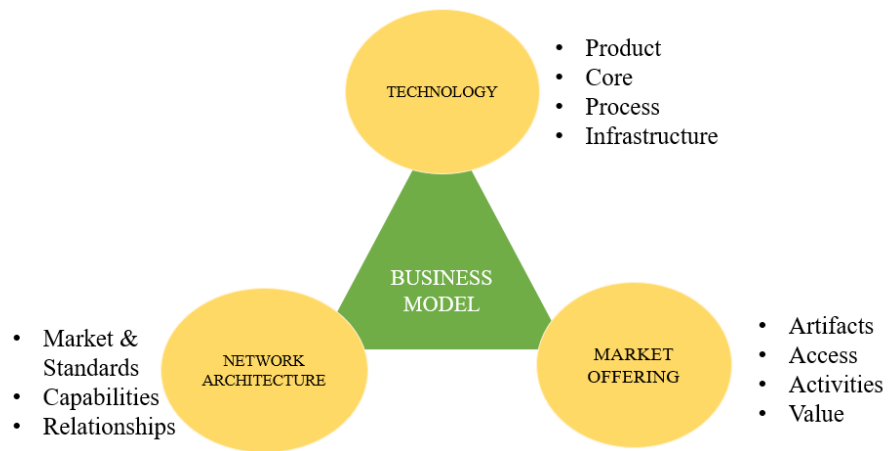 TECHNOLOGY
• Product
• Core
• Process
• Infrastructure
BUSINESS
MODEL
• Market &
Standards
• Capabilities
• Relationships
NETWORK
ARCHITECTURE
MARKET
OFFERING
• Artifacts
• Access
• Activities
• Value